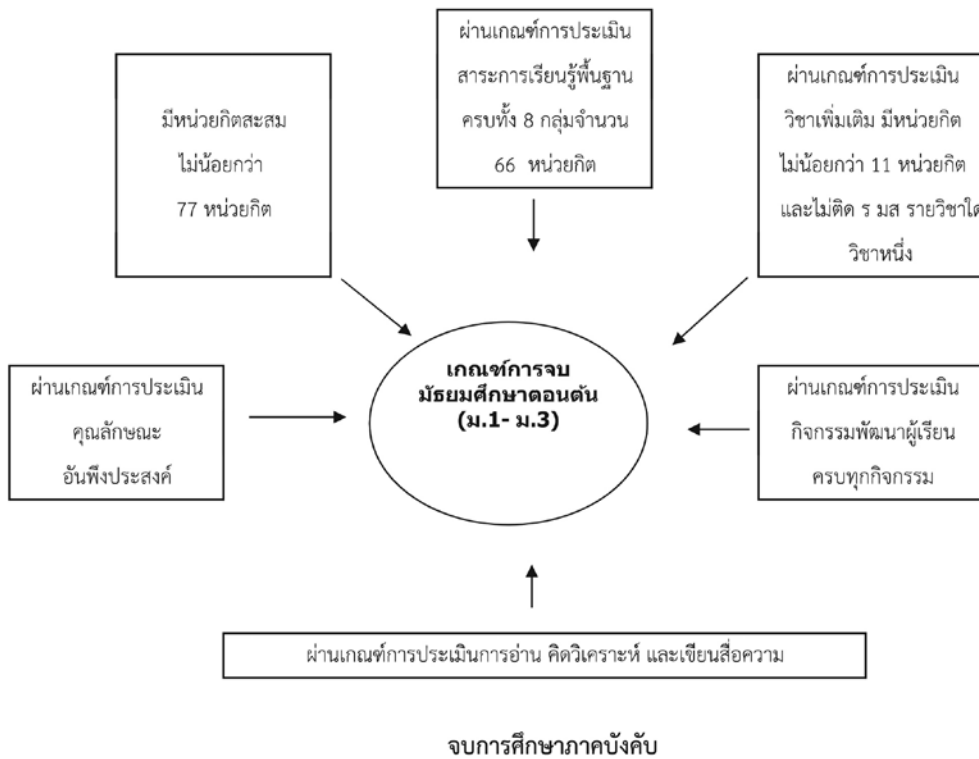 ผ่านเกณฑ์การประเมิน
สาระการเรียนรู้พื้นฐาน
ครบทั้ง 8 กลุ่มจำนวน
66 หน่วยกิต
มีหน่วยกิตสะสม
ไม่น้อยกว่า
77 หน่วยกิต
ผ่านเกณฑ์การประเมิน
วิชาเพิ่มเติม มีหน่วยกิต
ไม่น้อยกว่า 11 หน่วยกิต
และไม่ติด ร มส รายวิชาใด
วิชาหนึ่ง
เกณฑ์การจบ
มัธยมศึกษาตอนต้น
(ม.1- ม.3)
ผ่านเกณฑ์การประเมิน
คุณลักษณะ
อันพึงประสงค์
ผ่านเกณฑ์การประเมิน
กิจกรรมพัฒนาผู้เรียน
ครบทุกกิจกรรม
ผ่านเกณฑ์การประเมินการอ่าน คิดวิเคราะห์ และเขียนสื่อความ
จบการศึกษาภาคบังคับ